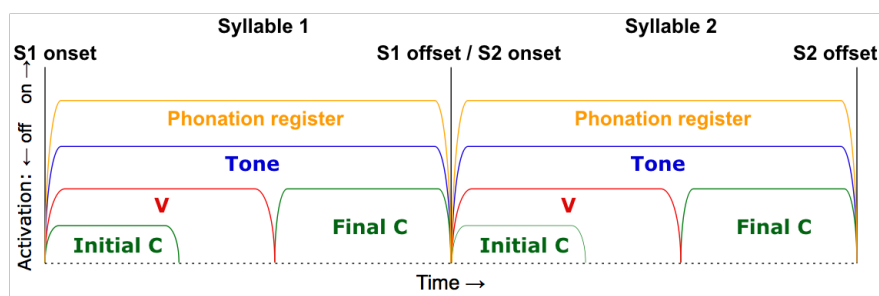 Syllable 1 Syllable 2
S1 onset S1 offset / S2 onset S2 offset
Activation: ← off on →
Phonation register Phonation register
Tone Tone
V V
Final C Final C
Initial C Initial C
Time →